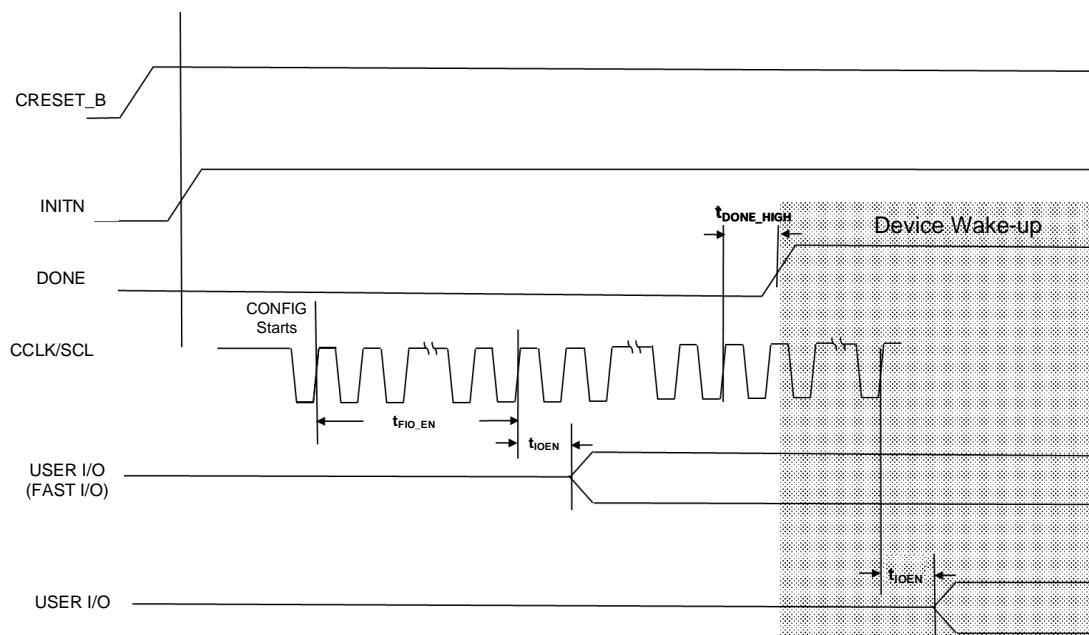 CRESET_B
INITN
tDONE_HIGH
Device Wake-up
DONE
CONFIG
Starts
CCLK/SCL
tFIO_EN
tIOEN
USER I/O
(FAST I/O)
tIOEN
USER I/O